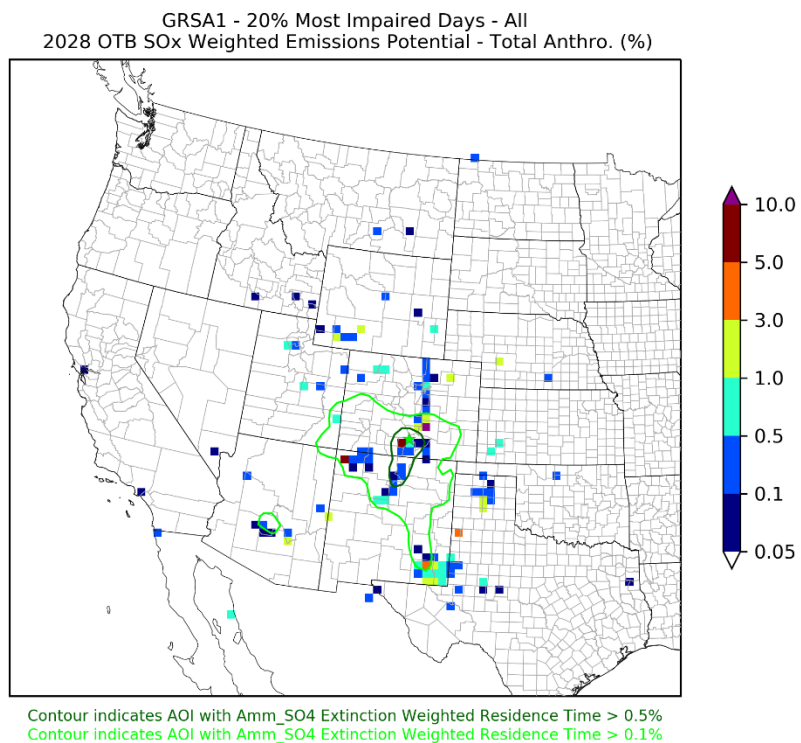 GRSA1 - 20% Most Impaired Days - All
2028 OTB SOx Weighted Emissions Potential - Total Anthro. (%)
10.0
5.0
3.0
1.0
0.5
0.1
0.05
Contour indicates AOI with Amm_SO4 Extinction Weighted Residence Time > 0.5%
Contour indicates AOI with Amm_SO4 Extinction Weighted Residence Time > 0.1%